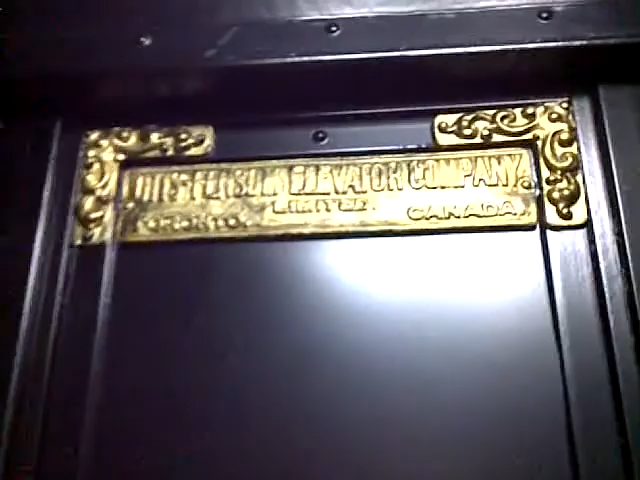 OTIS-FENSOM ELEVATOR COMPANY,
LIMITED.
TORONTO, CANADA.